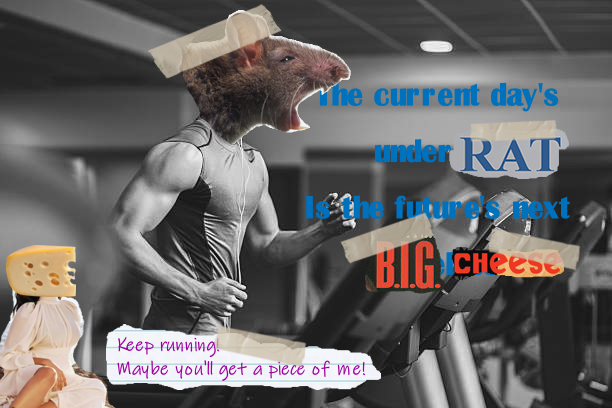 The current day's
under RAT
Is the future's next
B.I.G. CHEESE
Keep running.
Maybe you'll get a piece of me!